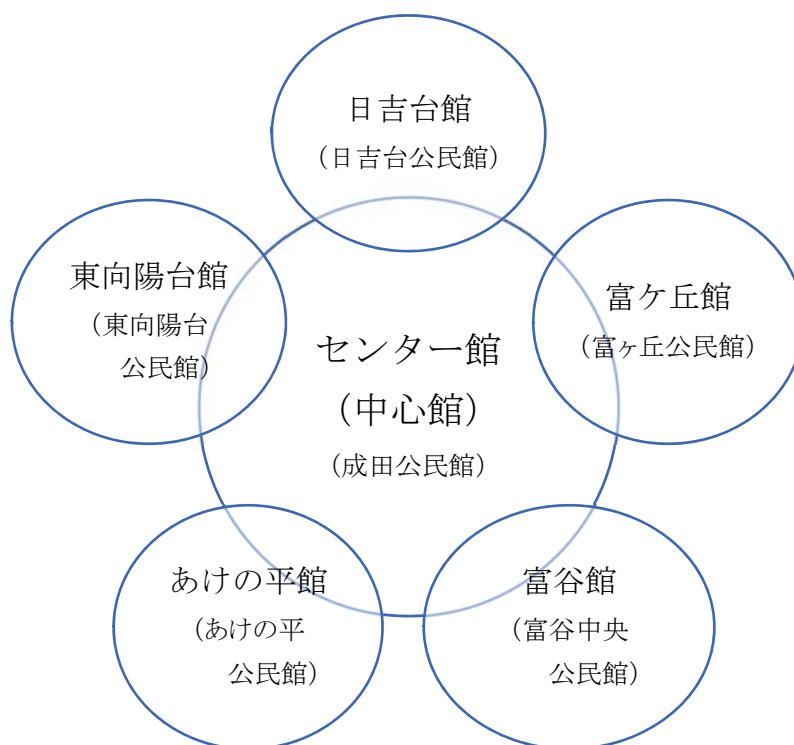 日吉台館
（日吉台公民館）
東向陽台館
（東向陽台
公民館）
富ケ丘館
（富ヶ丘公民館）
センター館
（中心館）
（成田公民館）
あけの平館
（あけの平
公民館）
富谷館
（富谷中央
公民館）